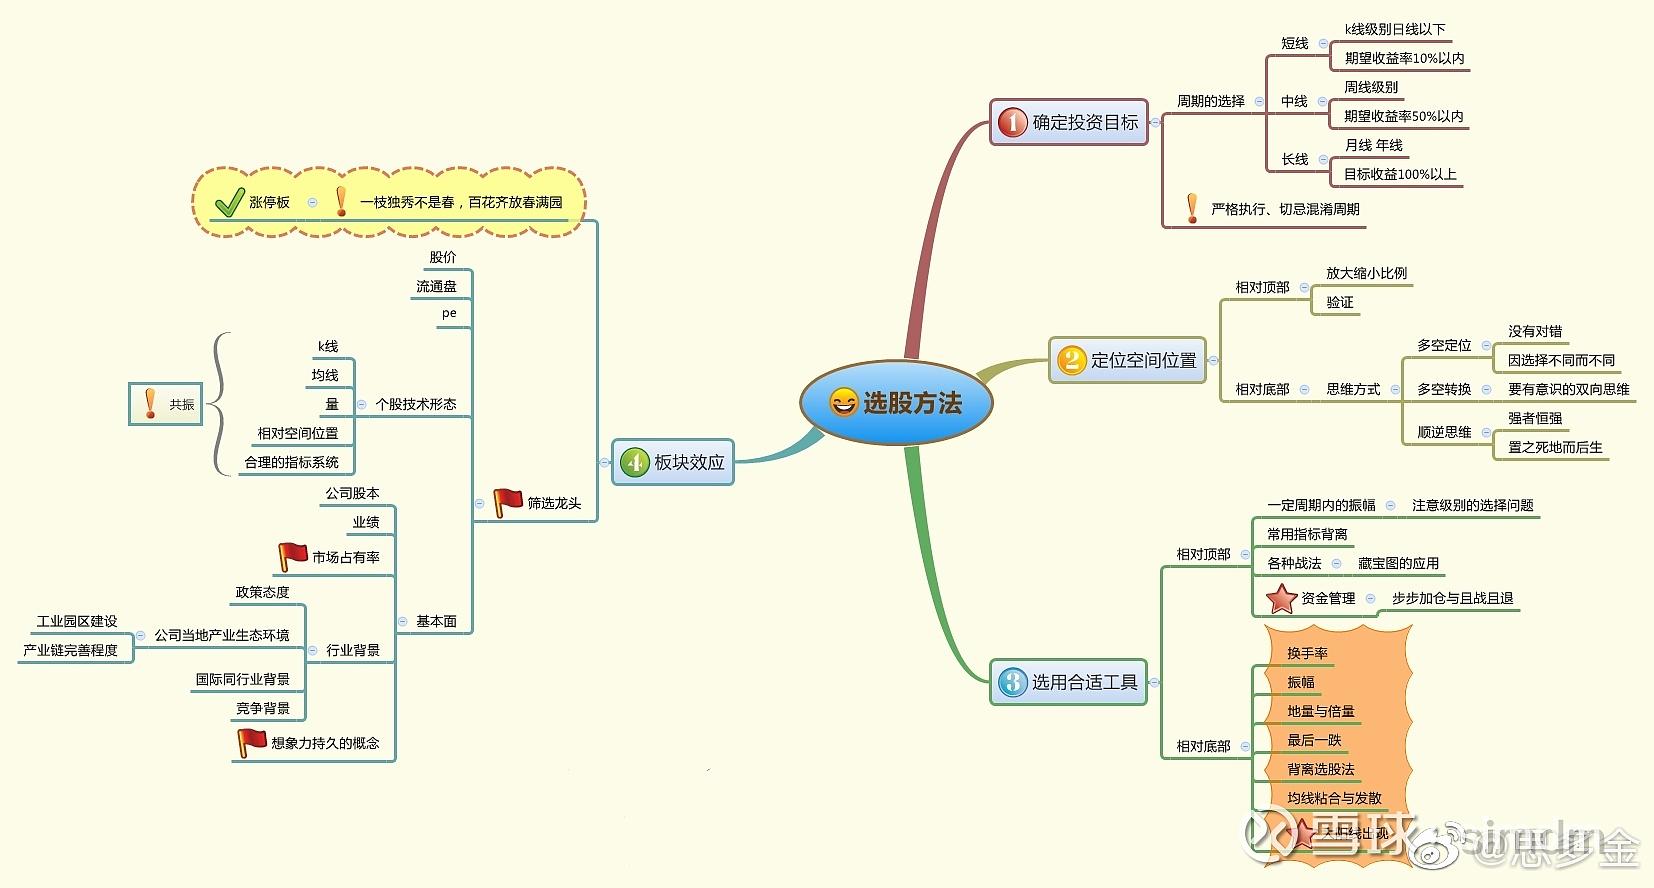 选股方法
1 确定投资目标
周期的选择
短线
k线级别日线以下
期望收益率10%以内
中线
周线级别
期望收益率50%以内
长线
月线 年线
目标收益100%以上
严格执行、切忌混淆周期
2 定位空间位置
相对顶部
放大缩小比例
验证
相对底部
思维方式
多空定位
没有对错
因选择不同而不同
多空转换
要有意识的双向思维
顺逆思维
强者恒强
置之死地而后生
3 选用合适工具
相对顶部
一定周期内的振幅
注意级别的选择问题
常用指标背离
各种战法
藏宝图的应用
资金管理
步步加仓与且战且退
相对底部
换手率
振幅
地量与倍量
最后一跌
背离选股法
均线粘合与发散
阳线出现
4 板块效应
涨停板
一枝独秀不是春，百花齐放春满园
筛选龙头
股价
流通盘
pe
个股技术形态
k线
均线
量
相对空间位置
合理的指标系统
共振
基本面
公司股本
业绩
市场占有率
行业背景
政策态度
公司当地产业生态环境
工业园区建设
产业链完善程度
国际同行业背景
竞争背景
想象力持久的概念
雪球